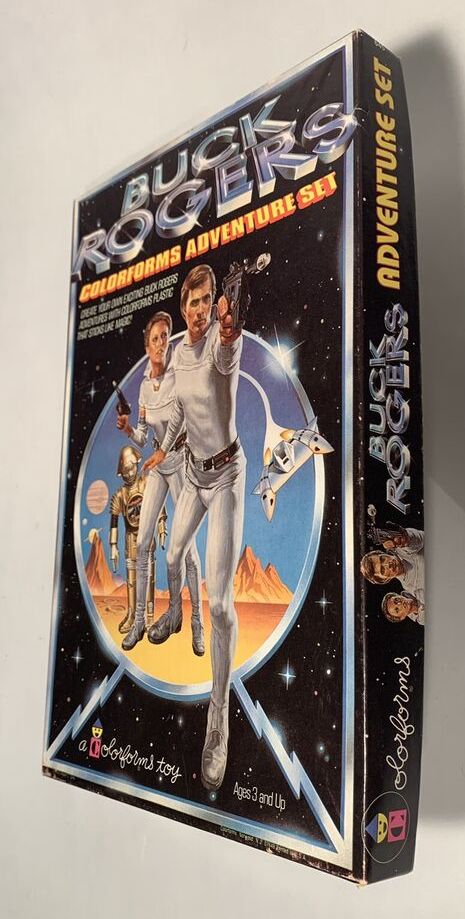 BUCK
ROGERS
COLORFORMS ADVENTURE SET
CREATE YOUR OWN EXCITING BUCK ROGERS
ADVENTURES WITH COLORFORMS PLASTIC
THAT STICKS LIKE MAGIC!
a Colorforms toy
Ages 3 and Up
BUCK
ROGERS ADVENTURE SET
Colorforms